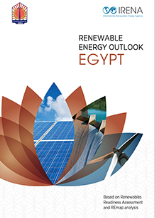 IRENA
RENEWABLE
ENERGY OUTLOOK
EGYPT
Based on Renewables
Readiness Assessment
and REmap analysis